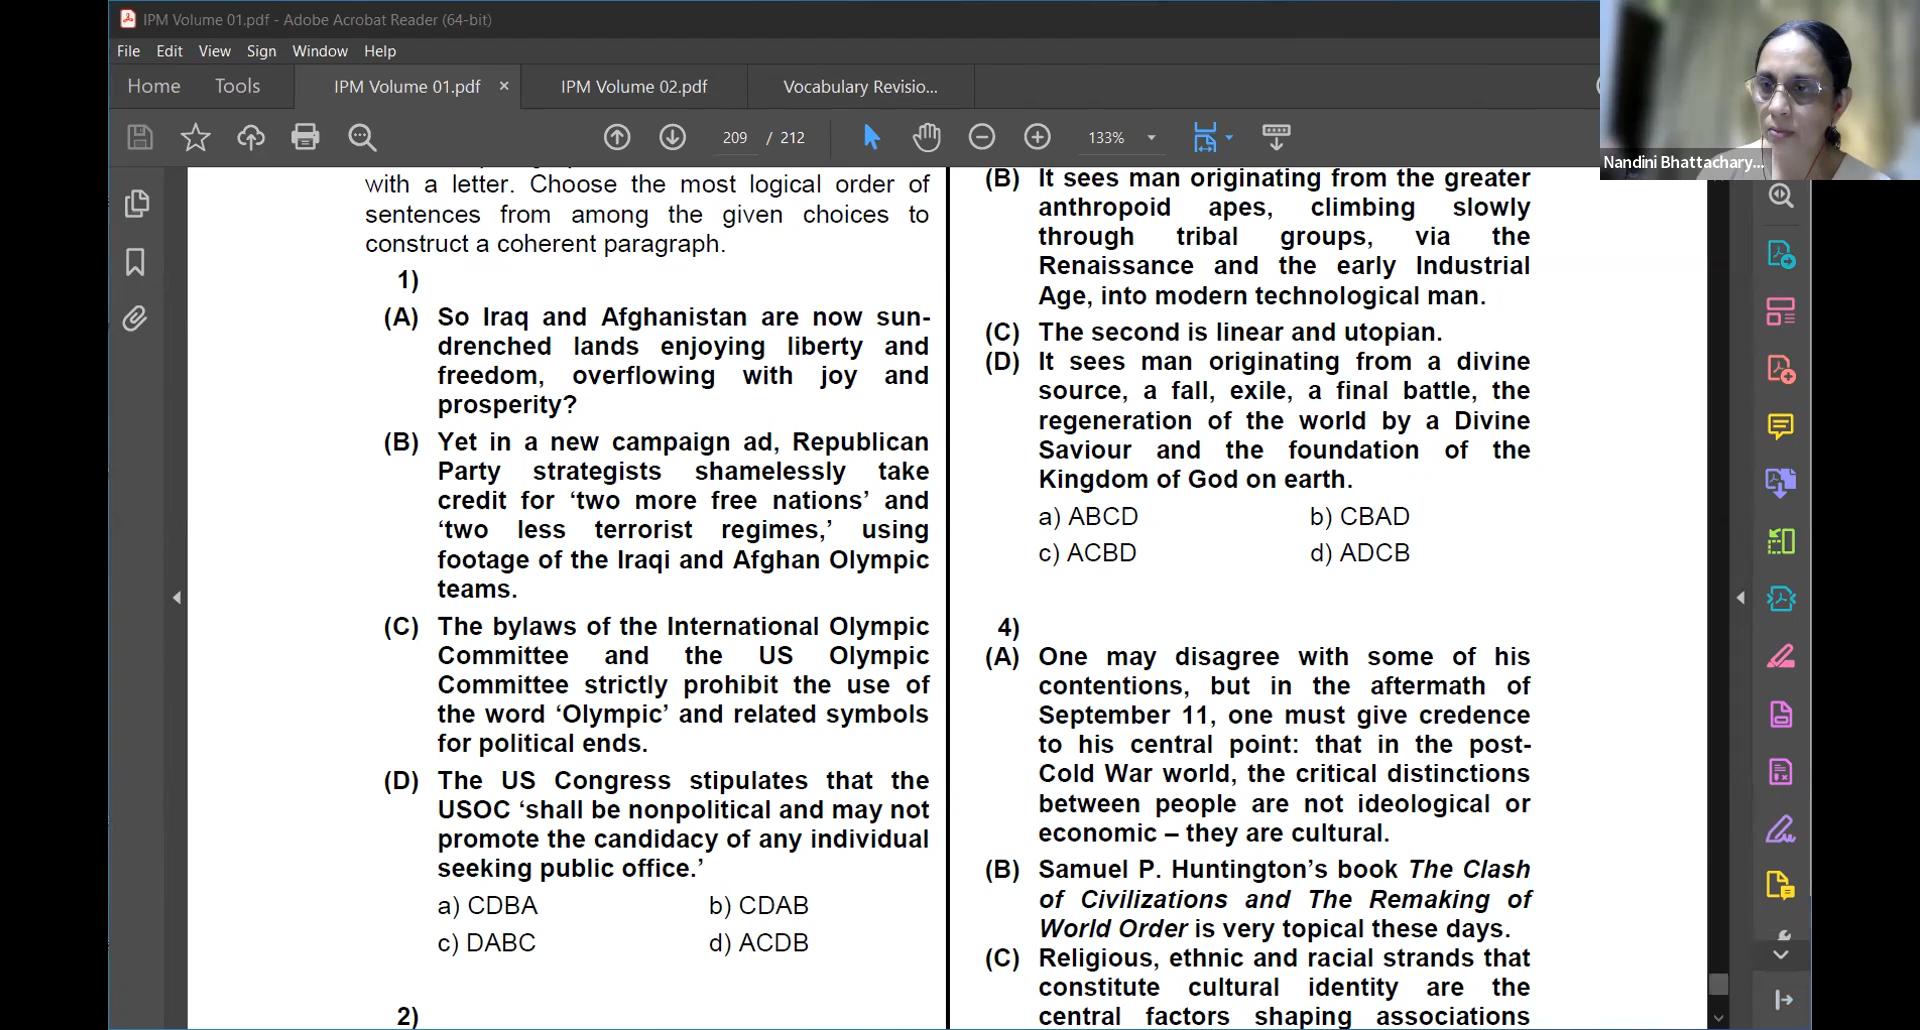 IPM Volume 01.pdf - Adobe Acrobat Reader (64-bit)
File Edit View Sign Window Help
Home Tools IPM Volume 01.pdf × IPM Volume 02.pdf Vocabulary Revisio...
209 / 212 133%
Nandini Bhattachary...
with a letter. Choose the most logical order of
sentences from among the given choices to
construct a coherent paragraph.
1)
(A) So Iraq and Afghanistan are now sun-
drenched lands enjoying liberty and
freedom, overflowing with joy and
prosperity?
(B) Yet in a new campaign ad, Republican
Party strategists shamelessly take
credit for ‘two more free nations’ and
‘two less terrorist regimes,’ using
footage of the Iraqi and Afghan Olympic
teams.
(C) The bylaws of the International Olympic
Committee and the US Olympic
Committee strictly prohibit the use of
the word ‘Olympic’ and related symbols
for political ends.
(D) The US Congress stipulates that the
USOC ‘shall be nonpolitical and may not
promote the candidacy of any individual
seeking public office.’
a) CDBA b) CDAB
c) DABC d) ACDB
2)
(B) It sees man originating from the greater
anthropoid apes, climbing slowly
through tribal groups, via the
Renaissance and the early Industrial
Age, into modern technological man.
(C) The second is linear and utopian.
(D) It sees man originating from a divine
source, a fall, exile, a final battle, the
regeneration of the world by a Divine
Saviour and the foundation of the
Kingdom of God on earth.
a) ABCD b) CBAD
c) ACBD d) ADCB
4)
(A) One may disagree with some of his
contentions, but in the aftermath of
September 11, one must give credence
to his central point: that in the post-
Cold War world, the critical distinctions
between people are not ideological or
economic – they are cultural.
(B) Samuel P. Huntington’s book The Clash
of Civilizations and The Remaking of
World Order is very topical these days.
(C) Religious, ethnic and racial strands that
constitute cultural identity are the
central factors shaping associations